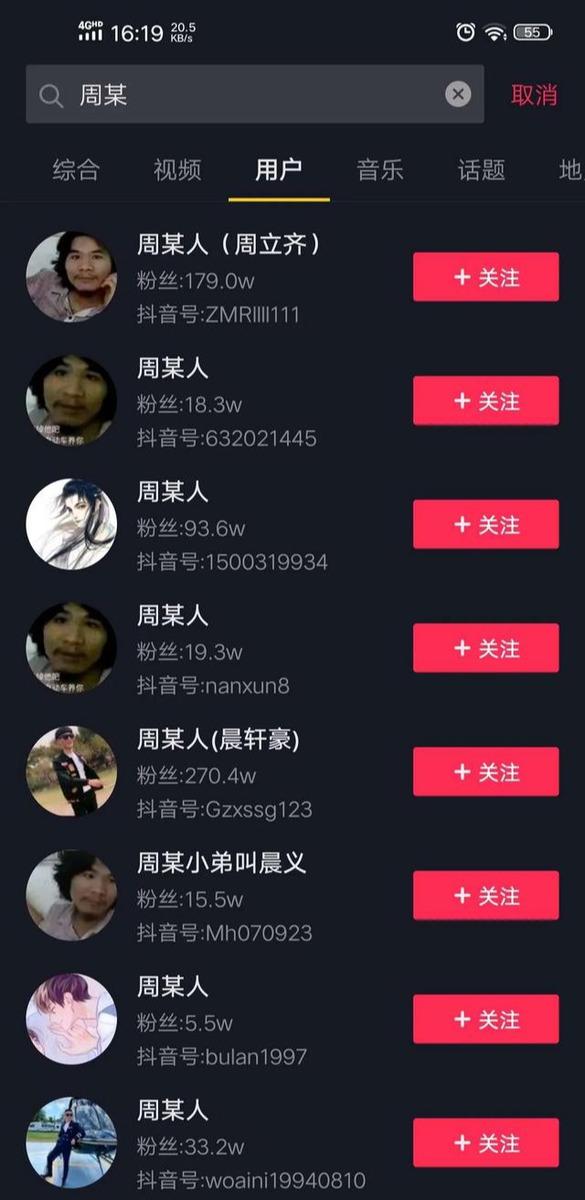 4GHD 16:19 20.5 KB/s 55
周某 取消
综合 视频 用户 音乐 话题 地
周某人（周立齐）
粉丝:179.0w
抖音号:ZMRllll111
+ 关注
周某人
粉丝:18.3w
抖音号:632021445
+ 关注
周某人
粉丝:93.6w
抖音号:1500319934
+ 关注
周某人
粉丝:19.3w
抖音号:nanxun8
+ 关注
周某人(晨轩豪)
粉丝:270.4w
抖音号:Gzxssg123
+ 关注
周某小弟叫晨义
粉丝:15.5w
抖音号:Mh070923
+ 关注
周某人
粉丝:5.5w
抖音号:bulan1997
+ 关注
周某人
粉丝:33.2w
抖音号:woaini19940810
+ 关注